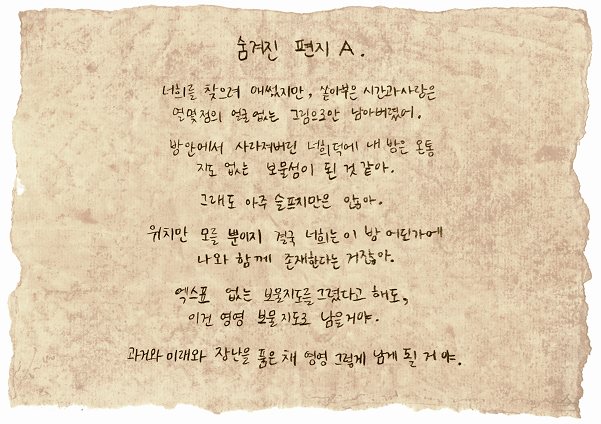 숨겨진 편지 A.
너희를 찾으려 애썼지만, 쏟아부은 시간과 사랑은
열몇점의 얼굴 없는 그림으로만 남아버렸어.
방안에서 사라져버린 너희 덕에 내 방은 온통
지도 없는 보물섬이 된 것 같아.
그래도 아주 슬프지만은 않아.
위치만 모를 뿐이지 결국 너희는 이 방 어딘가에
나와 함께 존재한다는 거잖아.
엑스표 없는 보물지도를 그렸다고 해도,
이건 영영 보물지도로 남을거야.
과거와 미래와 장난을 품은 채 영영 그렇게 남게 될 거야.